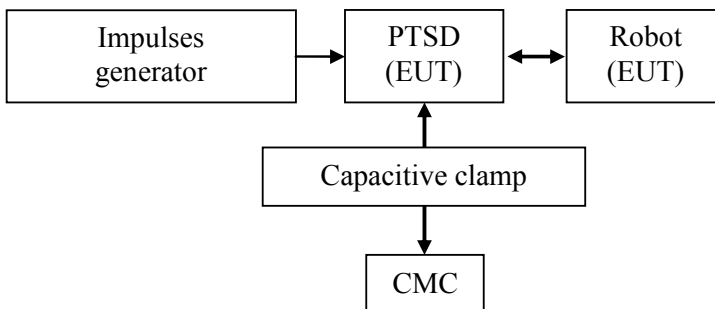 Impulses
generator
PTSD
(EUT)
Robot
(EUT)
Capacitive clamp
CMC